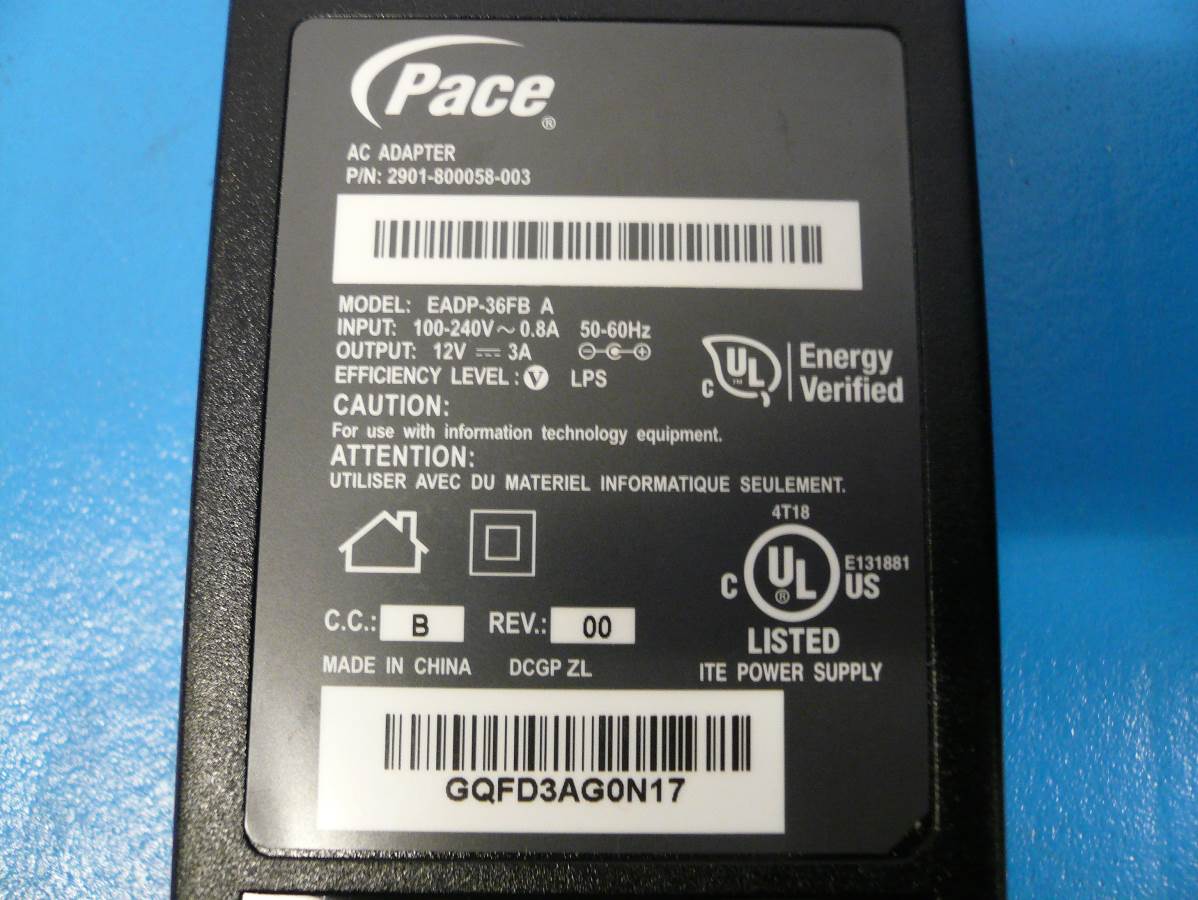 Pace®
AC ADAPTER
P/N: 2901-800058-003
MODEL: EADP-36FB A
INPUT: 100-240V ~ 0.8A 50-60Hz
OUTPUT: 12V ⎓ 3A
EFFICIENCY LEVEL: V LPS
C UL™ Energy
Verified
CAUTION:
For use with information technology equipment.
ATTENTION:
UTILISER AVEC DU MATERIEL INFORMATIQUE SEULEMENT.
4T18
E131881
C UL® US
LISTED
ITE POWER SUPPLY
C.C.: B REV.: 00
MADE IN CHINA DCGP ZL
GQFD3AG0N17